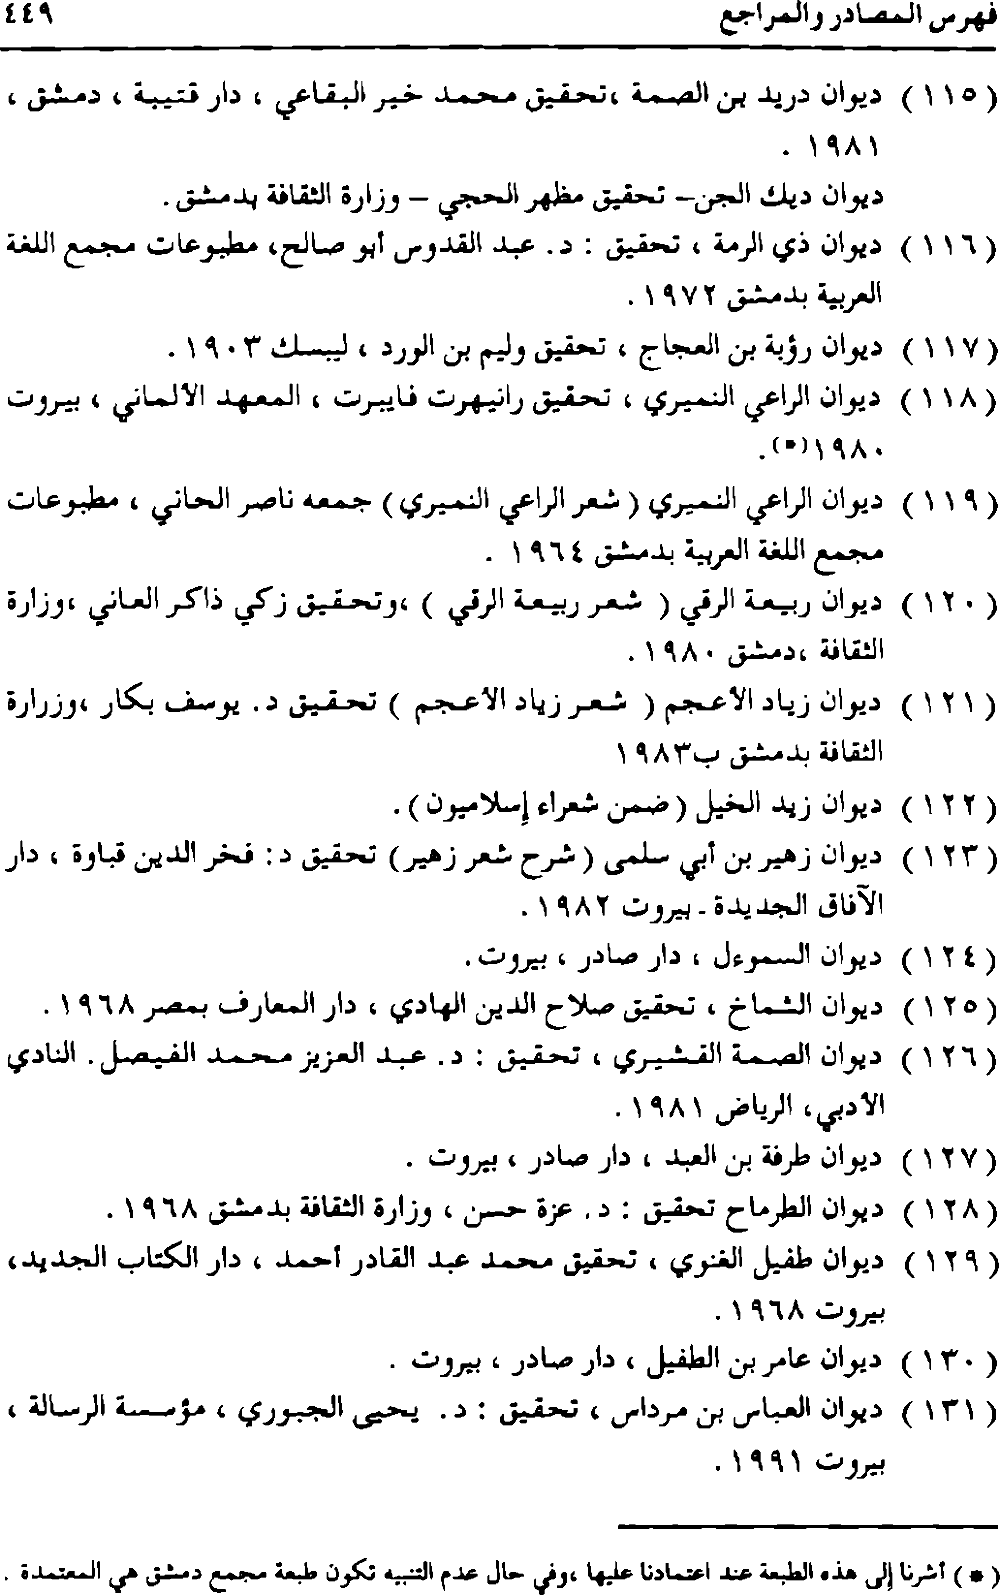 فهرس المصادر والمراجع ٤٤٩
( ١١٥ ) ديوان دريد بن الصمة ،تحقيق محمد خير البقاعي ، دار قتيبة ، دمشق ،
١٩٨١ .
ديوان ديك الجن– تحقيق مظهر الحجي – وزارة الثقافة بدمشق.
( ١١٦ ) ديوان ذي الرمة ، تحقيق : د. عبد القدوس أبو صالح، مطبوعات مجمع اللغة
العربية بدمشق ١٩٧٢ .
( ١١٧ ) ديوان رؤبة بن العجاج ، تحقيق وليم بن الورد ، ليبسك ١٩٠٣ .
( ١١٨ ) ديوان الراعي النميري ، تحقيق رانيهرت فايبرت ، المعهد الألماني ، بيروت
١٩٨٠(*).
( ١١٩ ) ديوان الراعي النميري ( شعر الراعي النميري ) جمعه ناصر الحاني ، مطبوعات
مجمع اللغة العربية بدمشق ١٩٦٤ .
( ١٢٠ ) ديوان ربيعة الرقي ( شعر ربيعة الرقي ) ،وتحقيق زكي ذاكر العاني ،وزارة
الثقافة ،دمشق ١٩٨٠ .
( ١٢١ ) ديوان زياد الأعجم ( شعر زياد الأعجم ) تحقيق د. يوسف بكار ،وزرارة
الثقافة بدمشق ب١٩٨٣
( ١٢٢ ) ديوان زيد الخيل ( ضمن شعراء إسلاميون ) .
( ١٢٣ ) ديوان زهير بن أبي سلمى ( شرح شعر زهير ) تحقيق د: فخر الدين قباوة ، دار
الآفاق الجديدة - بيروت ١٩٨٢ .
( ١٢٤ ) ديوان السموءل ، دار صادر ، بيروت.
( ١٢٥ ) ديوان الشماخ ، تحقيق صلاح الدين الهادي ، دار المعارف بمصر ١٩٦٨ .
( ١٢٦ ) ديوان الصمة القشيري ، تحقيق : د. عبد العزيز محمد الفيصل. النادي
الأدبي، الرياض ١٩٨١ .
( ١٢٧ ) ديوان طرفة بن العبد ، دار صادر ، بيروت .
( ١٢٨ ) ديوان الطرماح تحقيق : د. عزة حسن ، وزارة الثقافة بدمشق ١٩٦٨ .
( ١٢٩ ) ديوان طفيل الغنوي ، تحقيق محمد عبد القادر أحمد ، دار الكتاب الجديد،
بيروت ١٩٦٨ .
( ١٣٠ ) ديوان عامر بن الطفيل ، دار صادر ، بيروت .
( ١٣١ ) ديوان العباس بن مرداس ، تحقيق : د. يحيى الجبوري ، مؤسسة الرسالة ،
بيروت ١٩٩١ .
( * ) أشرنا إلى هذه الطبعة عند اعتمادنا عليها ،وفي حال عدم التنبيه تكون طبعة مجمع دمشق هي المعتمدة .